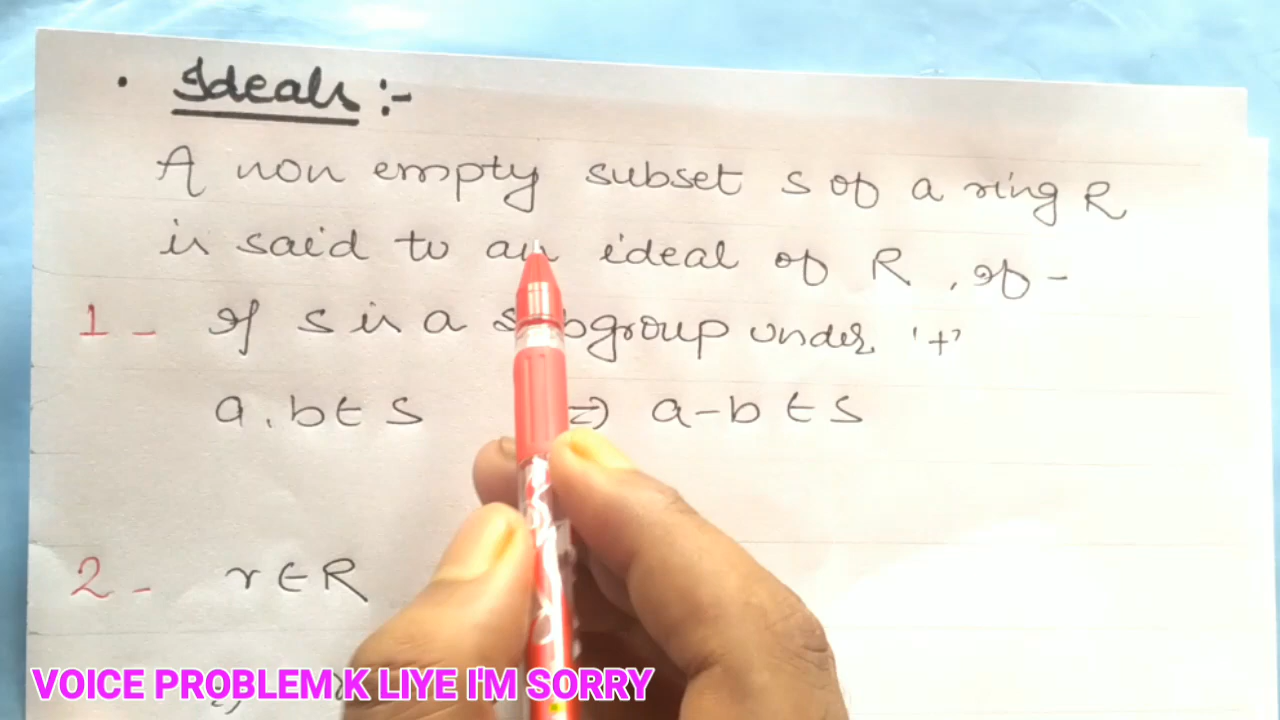 • Ideals :-
A non empty subset S of a ring R
is said to an ideal of R, if -
1 - If S is a subgroup under '+'
a, b ∈ S ⇒ a-b ∈ S
2 - r ∈ R
VOICE PROBLEM K LIYE I'M SORRY